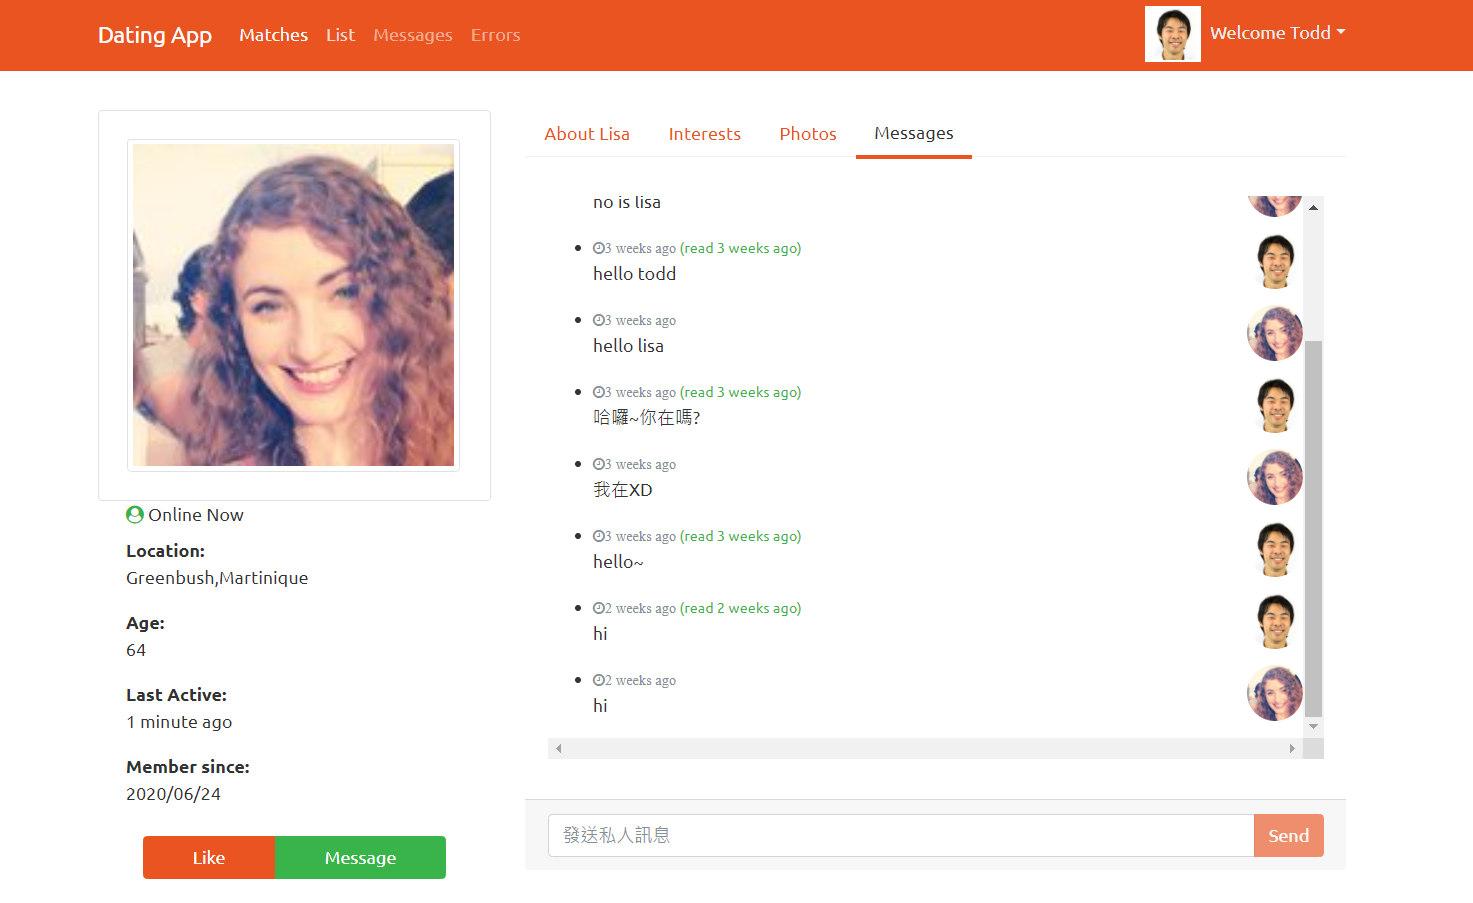 Dating App Matches List Messages Errors Welcome Todd
About Lisa Interests Photos Messages
no is lisa
3 weeks ago (read 3 weeks ago)
hello todd
3 weeks ago
hello lisa
3 weeks ago (read 3 weeks ago)
哈囉~你在嗎?
3 weeks ago
我在XD
3 weeks ago (read 3 weeks ago)
hello~
2 weeks ago (read 2 weeks ago)
hi
2 weeks ago
hi
發送私人訊息 Send
Online Now
Location:
Greenbush,Martinique
Age:
64
Last Active:
1 minute ago
Member since:
2020/06/24
Like Message